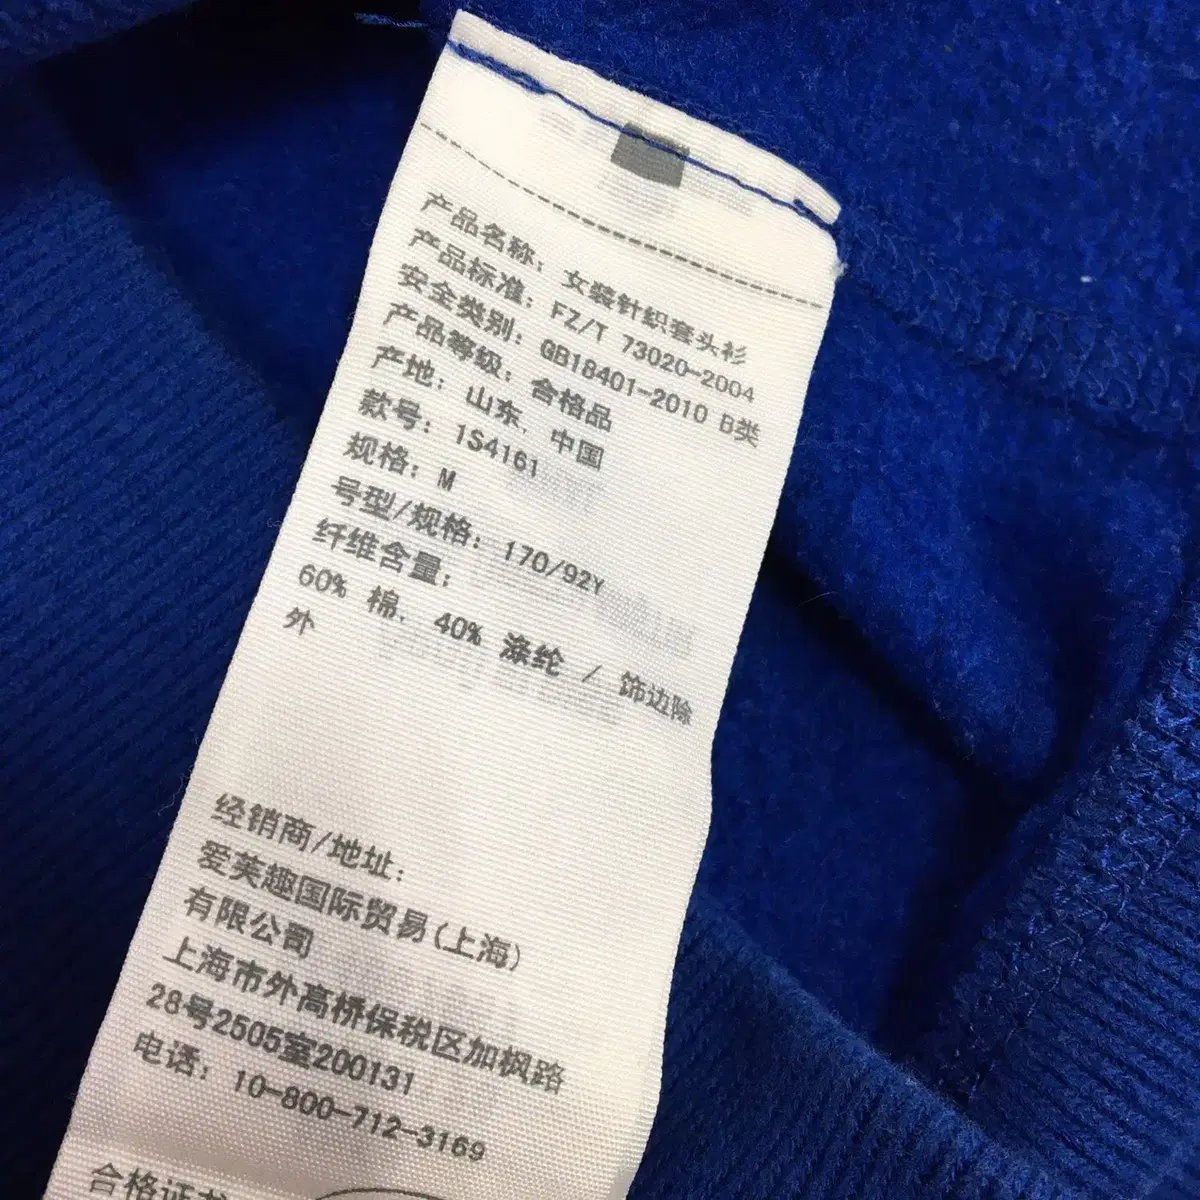 产品名称: 女装针织套头衫
产品标准: FZ/T 73020-2004
安全类别: GB18401-2010 B类
产品等级: 合格品
产地: 山东, 中国
款号: 1S4161
规格: M
号型/规格: 170/92Y
纤维含量:
60% 棉, 40% 涤纶 / 饰边除
外
经销商/地址:
爱芙趣国际贸易(上海)
有限公司
上海市外高桥保税区加枫路
28号2505室200131
电话: 10-800-712-3169
合格证书